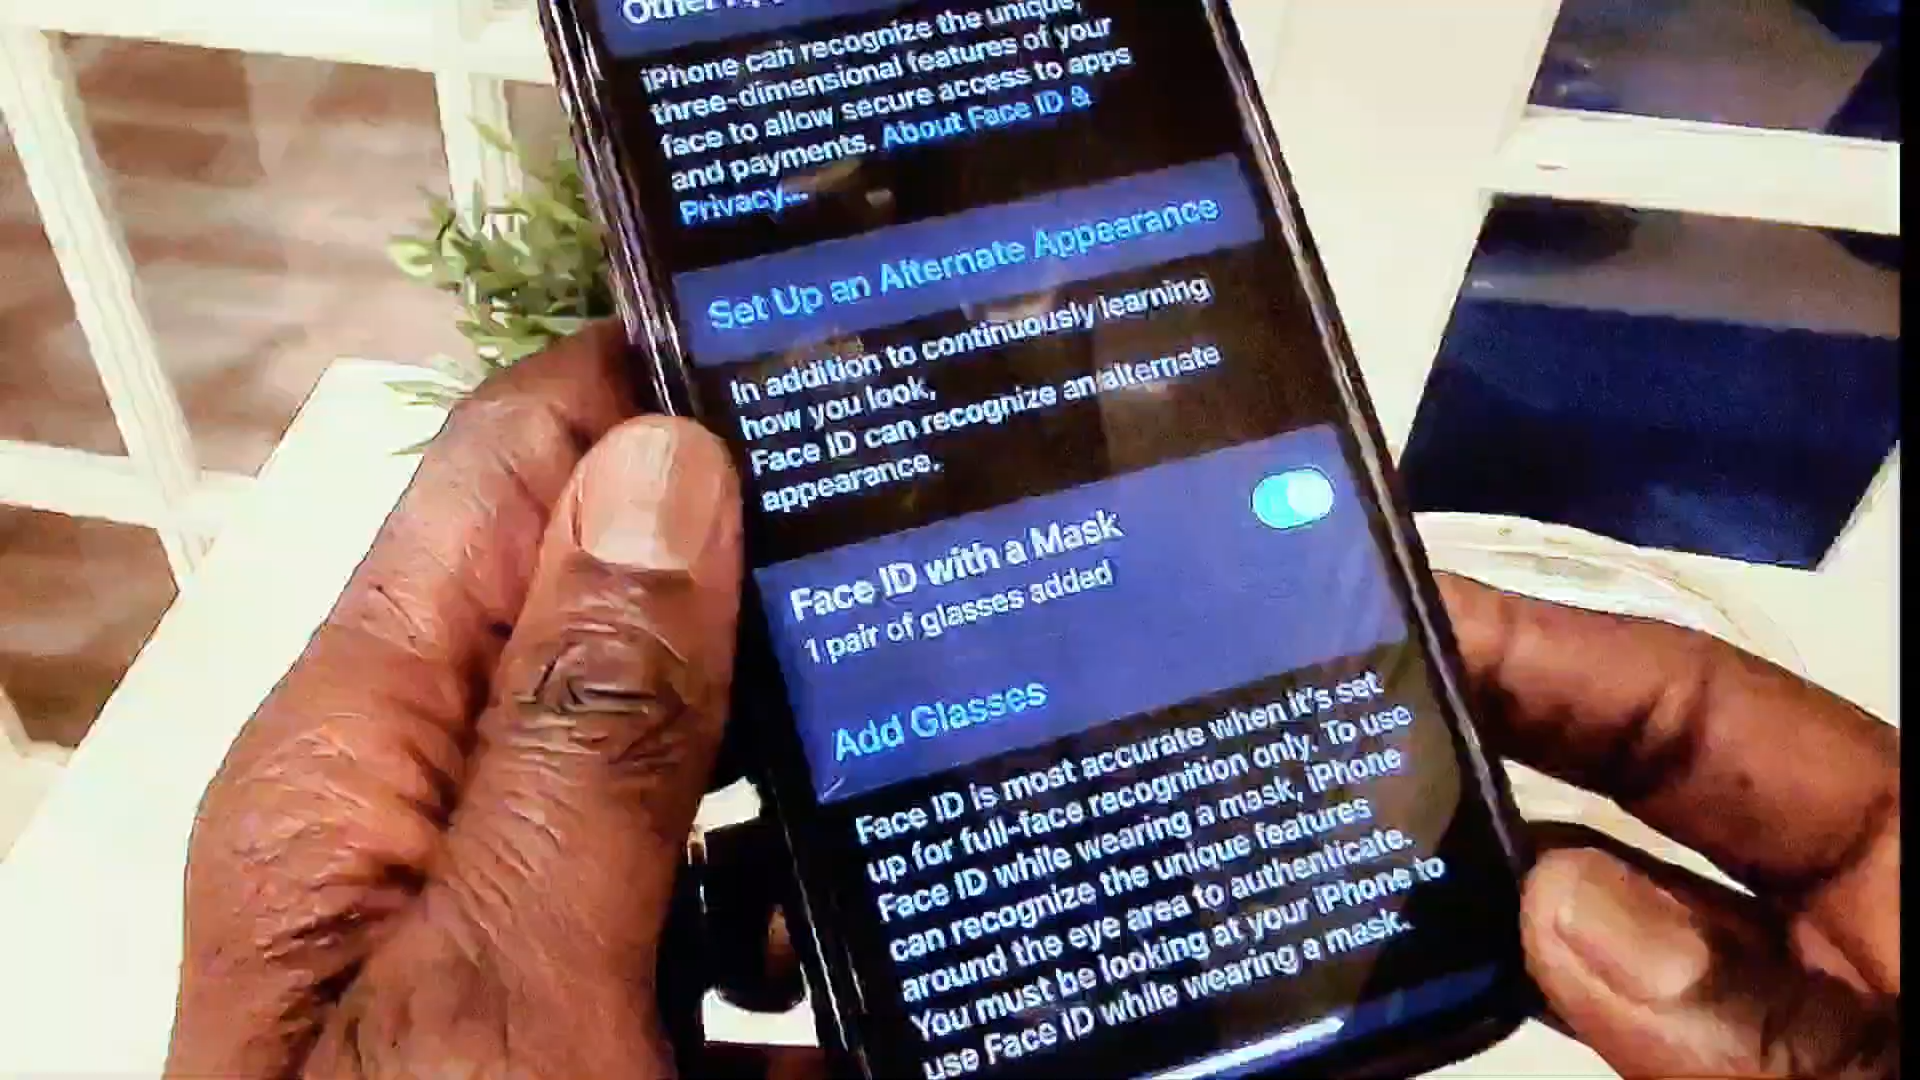 Other
iPhone can recognize the unique,
three-dimensional features of your
face to allow secure access to apps
and payments. About Face ID &
Privacy...
Set Up an Alternate Appearance
In addition to continuously learning
how you look,
Face ID can recognize an alternate
appearance.
Face ID with a Mask
1 pair of glasses added
Add Glasses
Face ID is most accurate when it's set
up for full-face recognition only. To use
Face ID while wearing a mask, iPhone
can recognize the unique features
around the eye area to authenticate.
You must be looking at your iPhone to
use Face ID while wearing a mask.